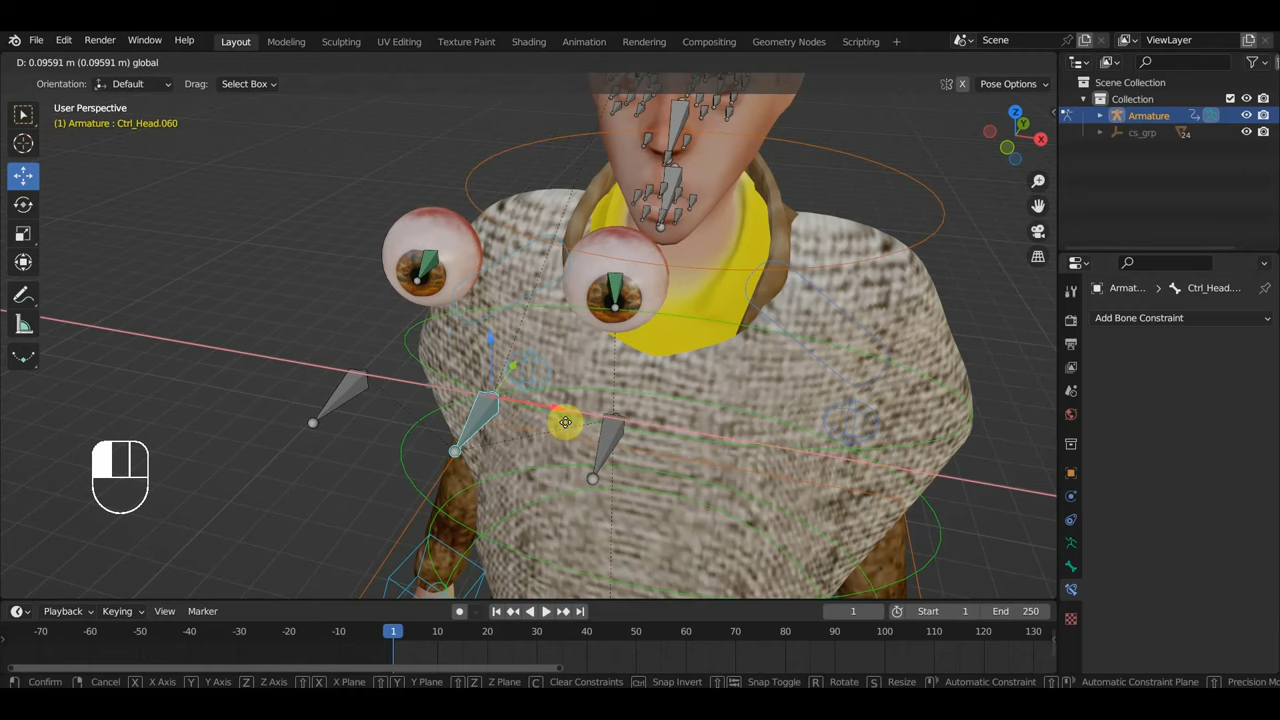 File Edit Render Window Help Layout Modeling Sculpting UV Editing Texture Paint Shading Animation Rendering Compositing Geometry Nodes Scripting + Scene ViewLayer
D: 0.09591 m (0.09591 m) global
Orientation: Default Drag: Select Box X Pose Options
User Perspective
(1) Armature : Ctrl_Head.060
Z
Y
X
Scene Collection
Collection
Armature
cs_grp 24
Armat... > Ctrl_Head....
Add Bone Constraint
Playback Keying View Marker 1 Start 1 End 250
-70 -60 -50 -40 -30 -20 -10 1 10 20 30 40 50 60 70 80 90 100 110 120 130
Confirm Cancel X X Axis Y Y Axis Z Z Axis X X Plane Y Y Plane Z Z Plane C Clear Constraints Ctrl Snap Invert Snap Toggle R Rotate S Resize Automatic Constraint Automatic Constraint Plane Precision Mo